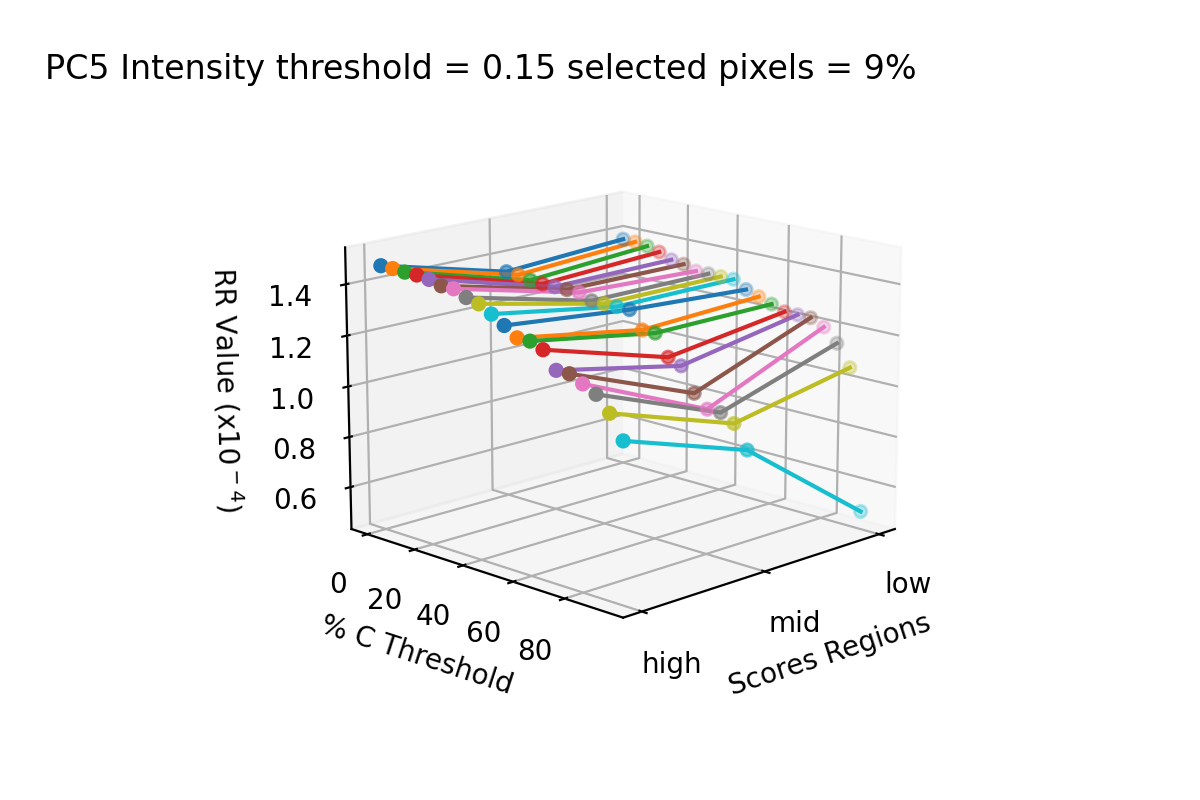 PC5 Intensity threshold = 0.15 selected pixels = 9%
RR Value (x10⁻⁴)
1.4
1.2
1.0
0.8
0.6
0
20
40
60
80
% C Threshold
high
mid
low
Scores Regions